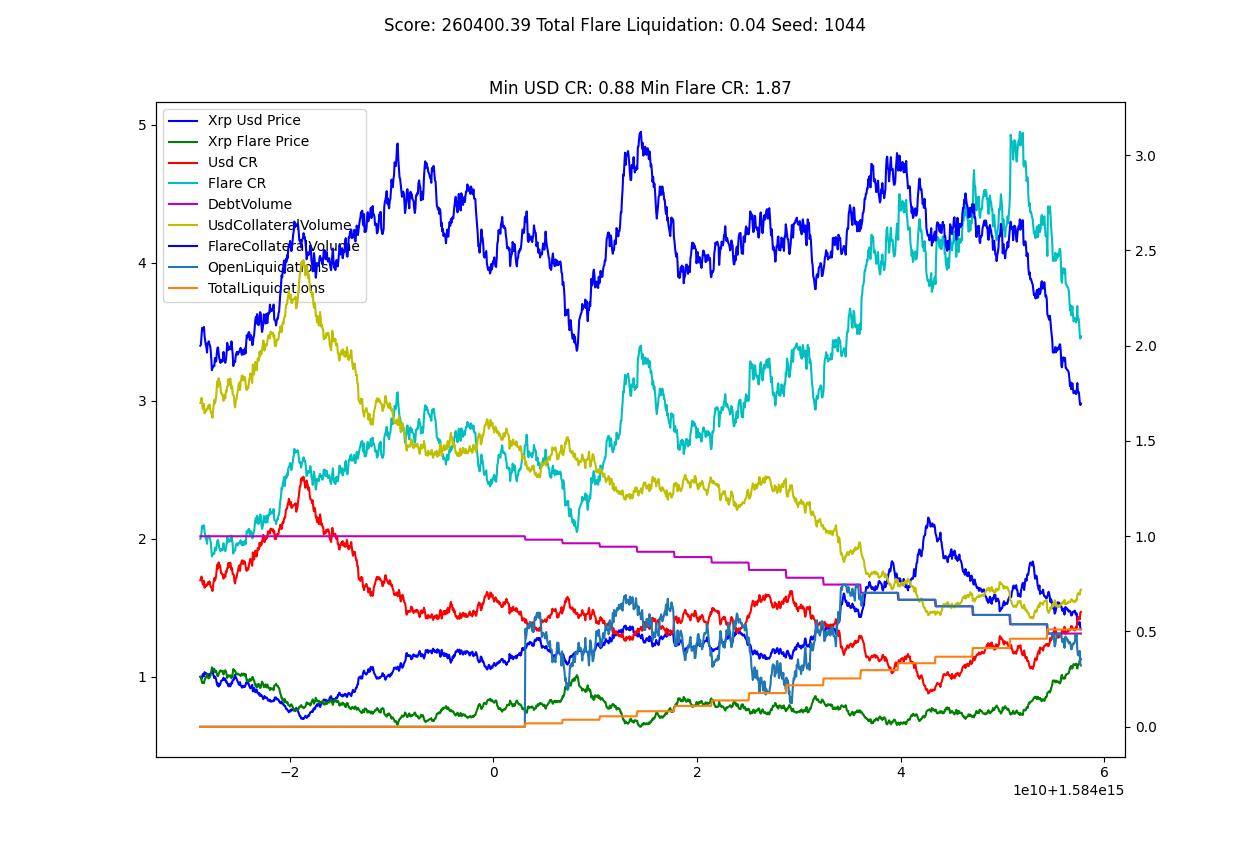 Score: 260400.39 Total Flare Liquidation: 0.04 Seed: 1044
Min USD CR: 0.88 Min Flare CR: 1.87
Xrp Usd Price
Xrp Flare Price
Usd CR
Flare CR
DebtVolume
UsdCollateralVolume
FlareCollateralVolume
OpenLiquidations
TotalLiquidations
5
4
3
2
1
3.0
2.5
2.0
1.5
1.0
0.5
0.0
−2 0 2 4 6
1e10+1.584e15